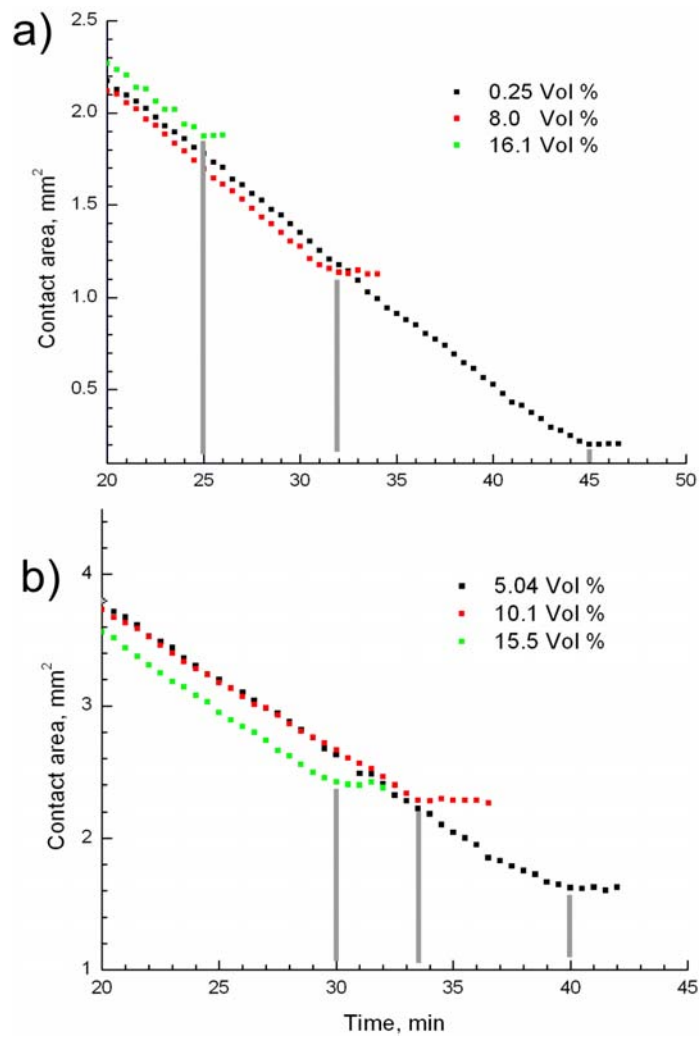 a)
2.5
2.0
1.5
1.0
0.5
Contact area, mm²
0.25 Vol %
8.0 Vol %
16.1 Vol %
20 25 30 35 40 45 50
b)
4
3
2
1
Contact area, mm²
5.04 Vol %
10.1 Vol %
15.5 Vol %
20 25 30 35 40 45
Time, min